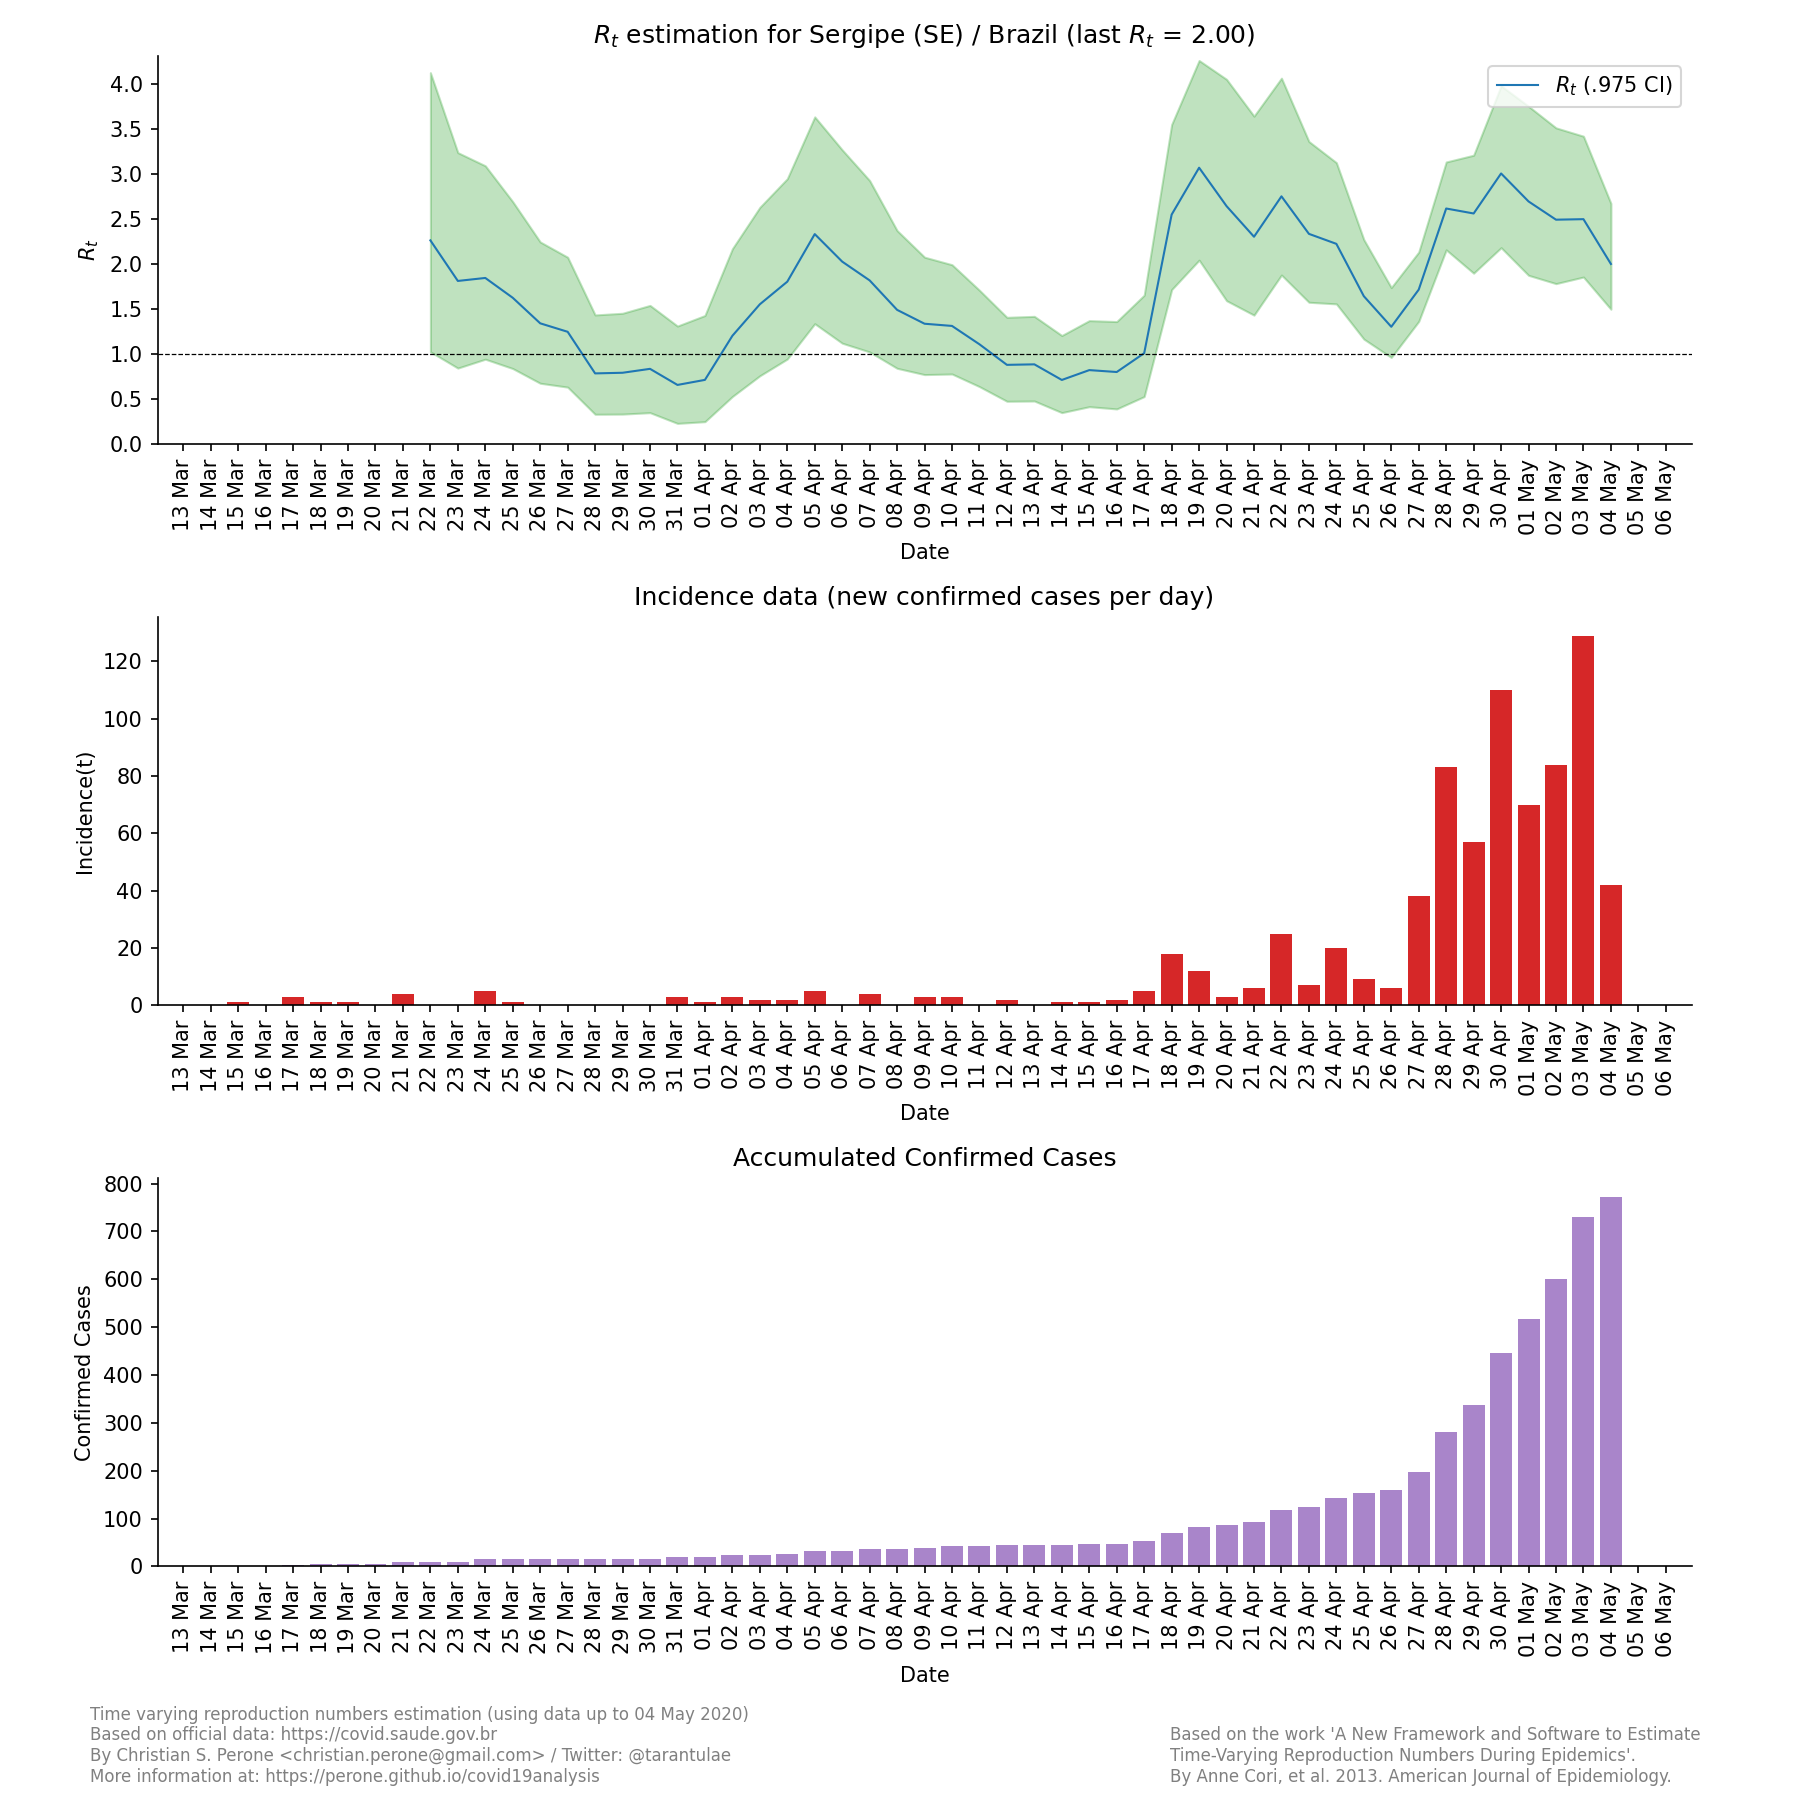 R_t estimation for Sergipe (SE) / Brazil (last R_t = 2.00)
R_t (.975 CI)
4.0
3.5
3.0
2.5
2.0
1.5
1.0
0.5
0.0
R_t
13 Mar 14 Mar 15 Mar 16 Mar 17 Mar 18 Mar 19 Mar 20 Mar 21 Mar 22 Mar 23 Mar 24 Mar 25 Mar 26 Mar 27 Mar 28 Mar 29 Mar 30 Mar 31 Mar 01 Apr 02 Apr 03 Apr 04 Apr 05 Apr 06 Apr 07 Apr 08 Apr 09 Apr 10 Apr 11 Apr 12 Apr 13 Apr 14 Apr 15 Apr 16 Apr 17 Apr 18 Apr 19 Apr 20 Apr 21 Apr 22 Apr 23 Apr 24 Apr 25 Apr 26 Apr 27 Apr 28 Apr 29 Apr 30 Apr 01 May 02 May 03 May 04 May 05 May 06 May
Date
Incidence data (new confirmed cases per day)
120
100
80
60
40
20
0
Incidence(t)
13 Mar 14 Mar 15 Mar 16 Mar 17 Mar 18 Mar 19 Mar 20 Mar 21 Mar 22 Mar 23 Mar 24 Mar 25 Mar 26 Mar 27 Mar 28 Mar 29 Mar 30 Mar 31 Mar 01 Apr 02 Apr 03 Apr 04 Apr 05 Apr 06 Apr 07 Apr 08 Apr 09 Apr 10 Apr 11 Apr 12 Apr 13 Apr 14 Apr 15 Apr 16 Apr 17 Apr 18 Apr 19 Apr 20 Apr 21 Apr 22 Apr 23 Apr 24 Apr 25 Apr 26 Apr 27 Apr 28 Apr 29 Apr 30 Apr 01 May 02 May 03 May 04 May 05 May 06 May
Date
Accumulated Confirmed Cases
800
700
600
500
400
300
200
100
0
Confirmed Cases
13 Mar 14 Mar 15 Mar 16 Mar 17 Mar 18 Mar 19 Mar 20 Mar 21 Mar 22 Mar 23 Mar 24 Mar 25 Mar 26 Mar 27 Mar 28 Mar 29 Mar 30 Mar 31 Mar 01 Apr 02 Apr 03 Apr 04 Apr 05 Apr 06 Apr 07 Apr 08 Apr 09 Apr 10 Apr 11 Apr 12 Apr 13 Apr 14 Apr 15 Apr 16 Apr 17 Apr 18 Apr 19 Apr 20 Apr 21 Apr 22 Apr 23 Apr 24 Apr 25 Apr 26 Apr 27 Apr 28 Apr 29 Apr 30 Apr 01 May 02 May 03 May 04 May 05 May 06 May
Date
Time varying reproduction numbers estimation (using data up to 04 May 2020)
Based on official data: https://covid.saude.gov.br
By Christian S. Perone <christian.perone@gmail.com> / Twitter: @tarantulae
More information at: https://perone.github.io/covid19analysis
Based on the work 'A New Framework and Software to Estimate
Time-Varying Reproduction Numbers During Epidemics'.
By Anne Cori, et al. 2013. American Journal of Epidemiology.